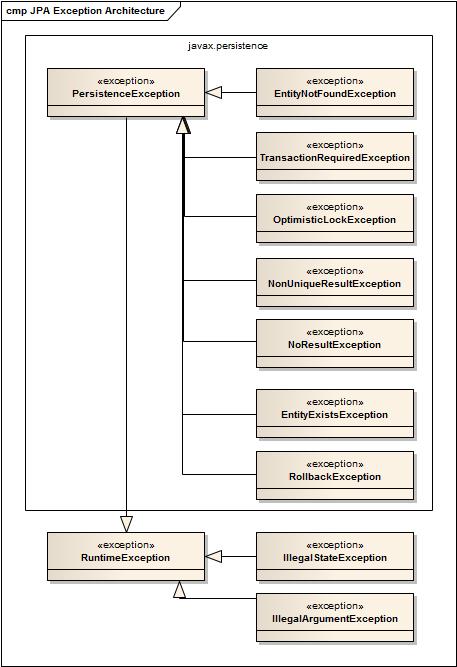 cmp JPA Exception Architecture
javax.persistence
«exception»
PersistenceException
«exception»
EntityNotFoundException
«exception»
TransactionRequiredException
«exception»
OptimisticLockException
«exception»
NonUniqueResultException
«exception»
NoResultException
«exception»
EntityExistsException
«exception»
RollbackException
«exception»
RuntimeException
«exception»
IllegalStateException
«exception»
IllegalArgumentException